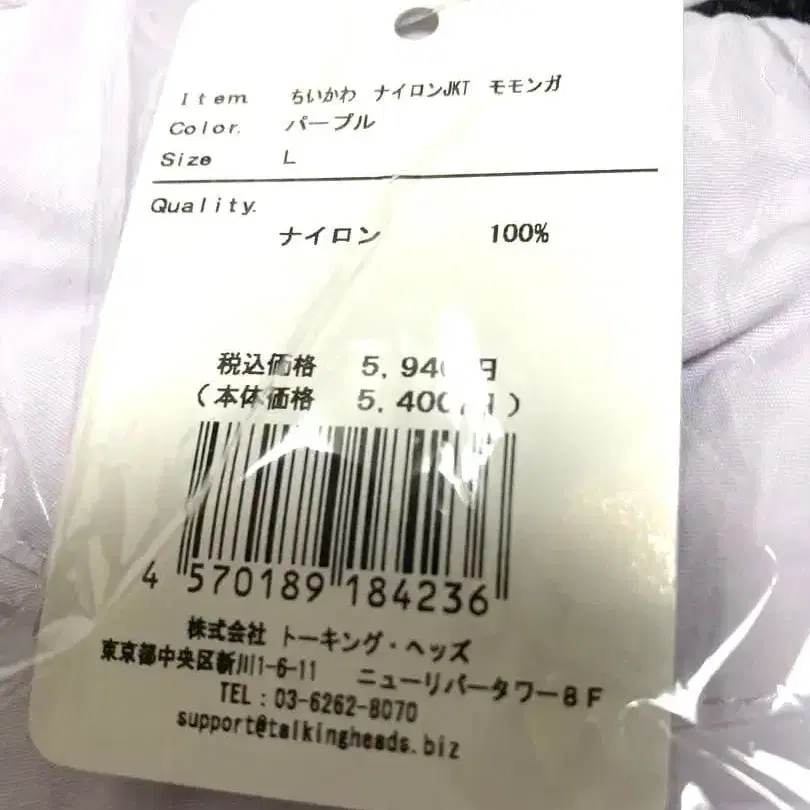 Item ちいかわ ナイロンJKT モモンガ
Color. パープル
Size L
Quality.
ナイロン 100%
税込価格 5,940円
(本体価格 5,400円)
4 570189 184236
株式会社 トーキング・ヘッズ
東京都中央区新川1-6-11 ニューリバータワー8F
TEL:03-6262-8070
support@talkingheads.biz